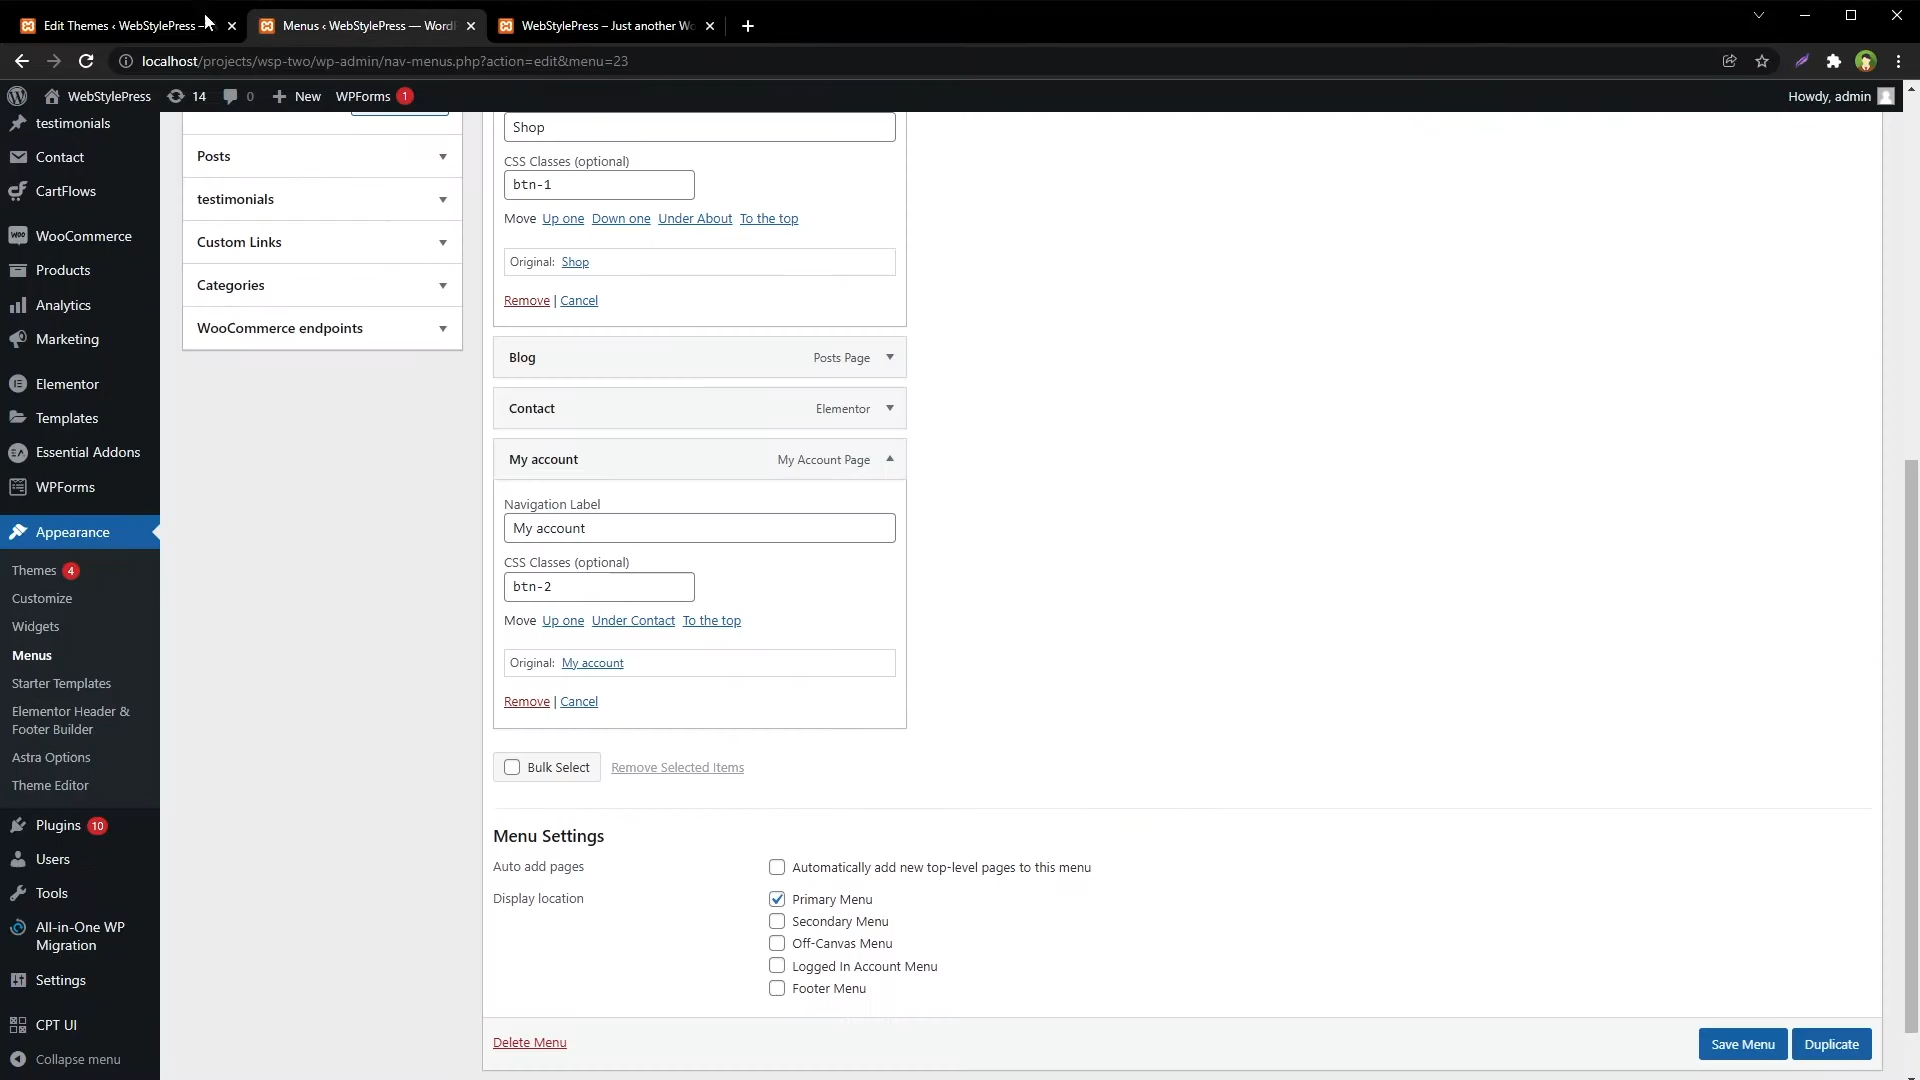 Edit Themes ‹ WebStylePress –
Menus ‹ WebStylePress — WordP
WebStylePress – Just another Wo
localhost/projects/wsp-two/wp-admin/nav-menus.php?action=edit&menu=23
WebStylePress
14
0
New
WPForms 1
Howdy, admin
testimonials
Contact
CartFlows
WooCommerce
Products
Analytics
Marketing
Elementor
Templates
Essential Addons
WPForms
Appearance
Themes 4
Customize
Widgets
Menus
Starter Templates
Elementor Header &
Footer Builder
Astra Options
Theme Editor
Plugins 10
Users
Tools
All-in-One WP
Migration
Settings
CPT UI
Collapse menu
Posts
testimonials
Custom Links
Categories
WooCommerce endpoints
Shop
CSS Classes (optional)
btn-1
Move Up one Down one Under About To the top
Original: Shop
Remove | Cancel
Blog Posts Page
Contact Elementor
My account My Account Page
Navigation Label
My account
CSS Classes (optional)
btn-2
Move Up one Under Contact To the top
Original: My account
Remove | Cancel
Bulk Select Remove Selected Items
Menu Settings
Auto add pages Automatically add new top-level pages to this menu
Display location Primary Menu
Secondary Menu
Off-Canvas Menu
Logged In Account Menu
Footer Menu
Delete Menu Save Menu Duplicate